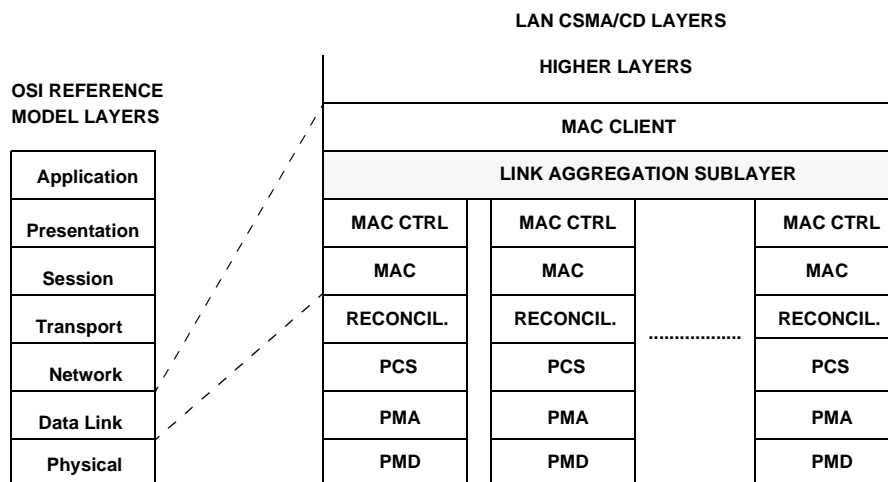 LAN CSMA/CD LAYERS
HIGHER LAYERS
OSI REFERENCE
MODEL LAYERS
MAC CLIENT
Application
LINK AGGREGATION SUBLAYER
Presentation
MAC CTRL MAC CTRL MAC CTRL
Session
MAC MAC MAC
Transport
RECONCIL. RECONCIL. .................. RECONCIL.
Network
PCS PCS PCS
Data Link
PMA PMA PMA
Physical
PMD PMD PMD